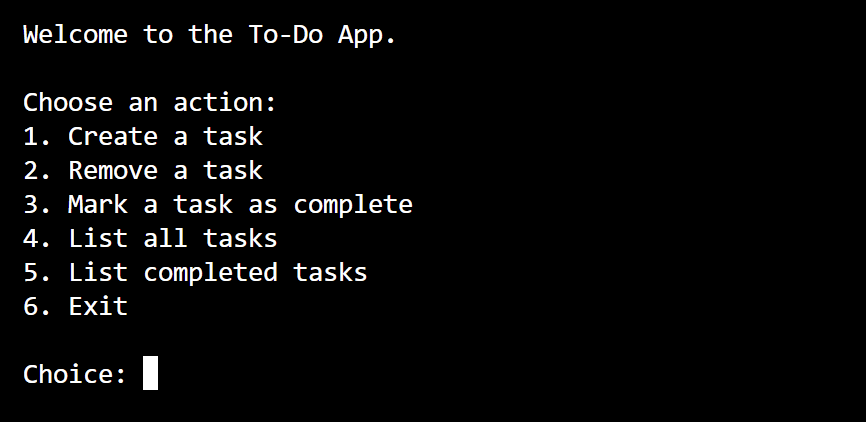 Welcome to the To-Do App.
Choose an action:
1. Create a task
2. Remove a task
3. Mark a task as complete
4. List all tasks
5. List completed tasks
6. Exit
Choice: